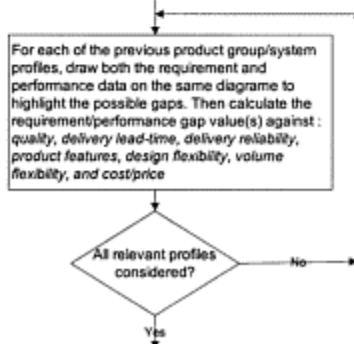 For each of the previous product group/system
profiles, draw both the requirement and
performance data on the same diagrame to
highlight the possible gaps. Then calculate the
requirement/performance gap value(s) against :
quality, delivery lead-time, delivery reliability,
product features, design flexibility, volume
flexibility, and cost/price
All relevant profiles
considered?
No
Yes